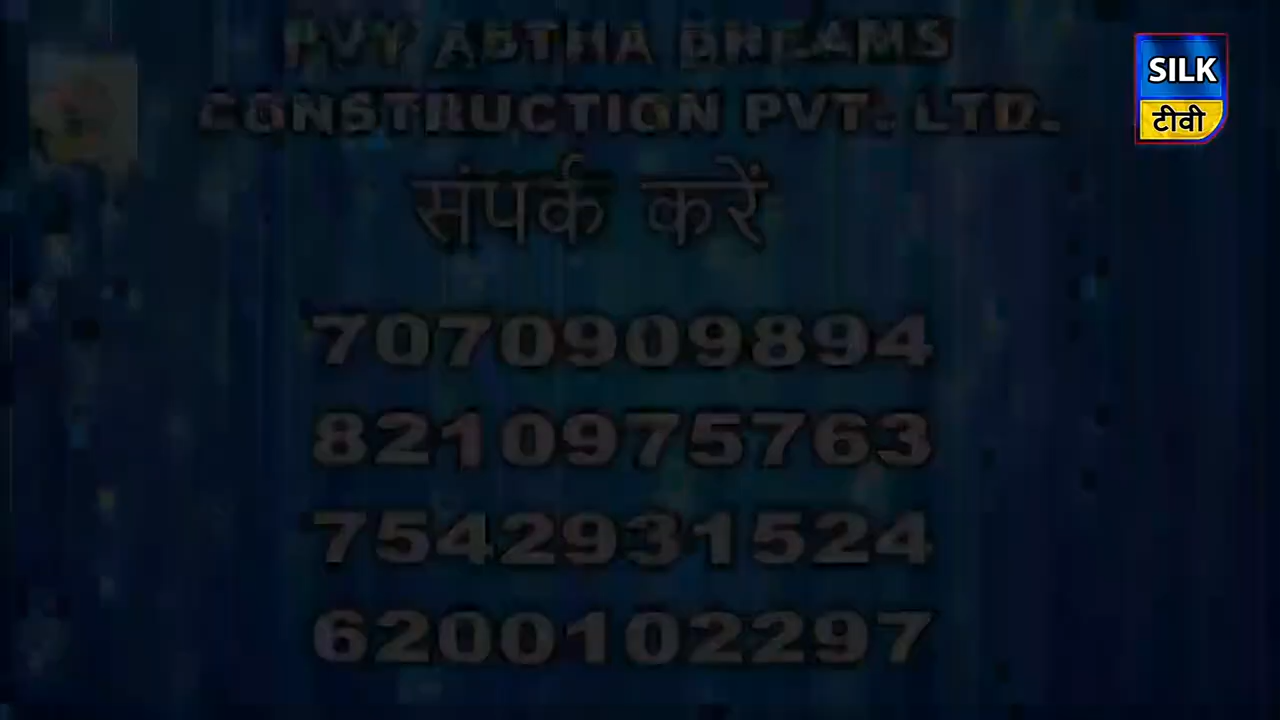 CONSTRUCTION PVT. LTD.
संपर्क करें
7070909894
8210975763
7542931524
6200102297
SILK
टीवी